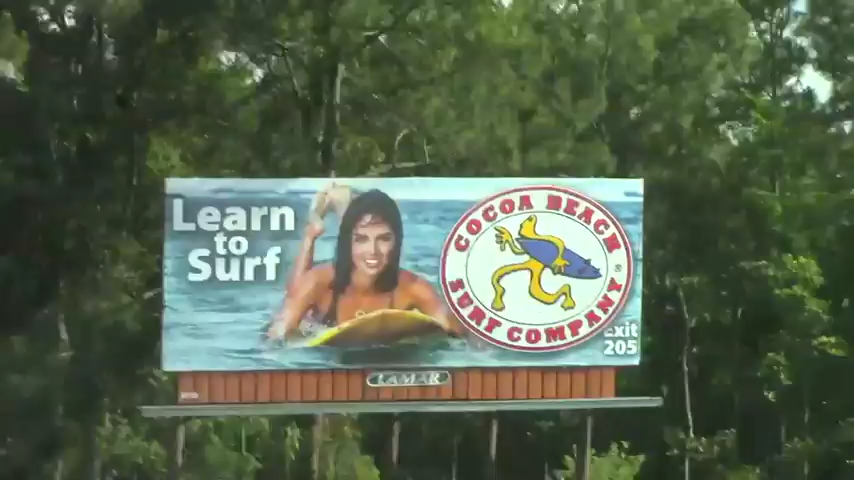 Learn
to
Surf
COCOA BEACH
SURF COMPANY ®
Exit
205
LAMAR